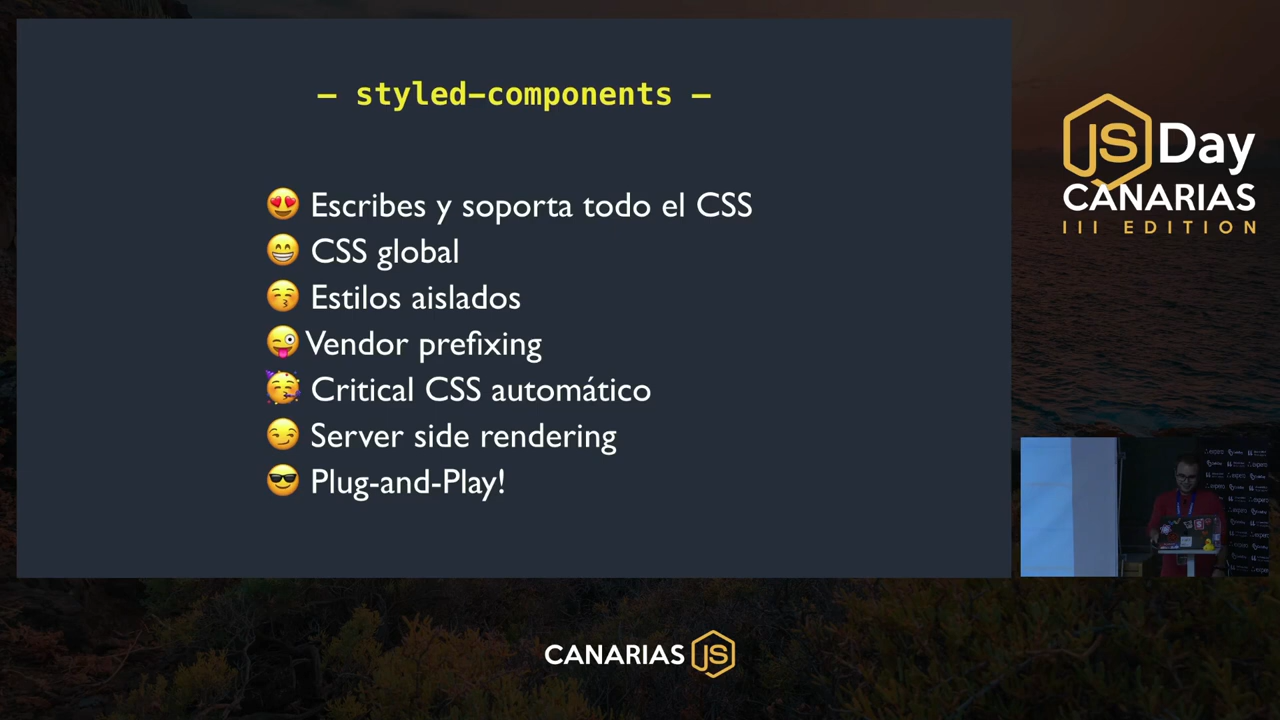 – styled-components –
😍 Escribes y soporta todo el CSS
😁 CSS global
😚 Estilos aislados
😜 Vendor prefixing
🥳 Critical CSS automático
😏 Server side rendering
😎 Plug-and-Play!
JS Day
CANARIAS
III EDITION
CANARIAS JS